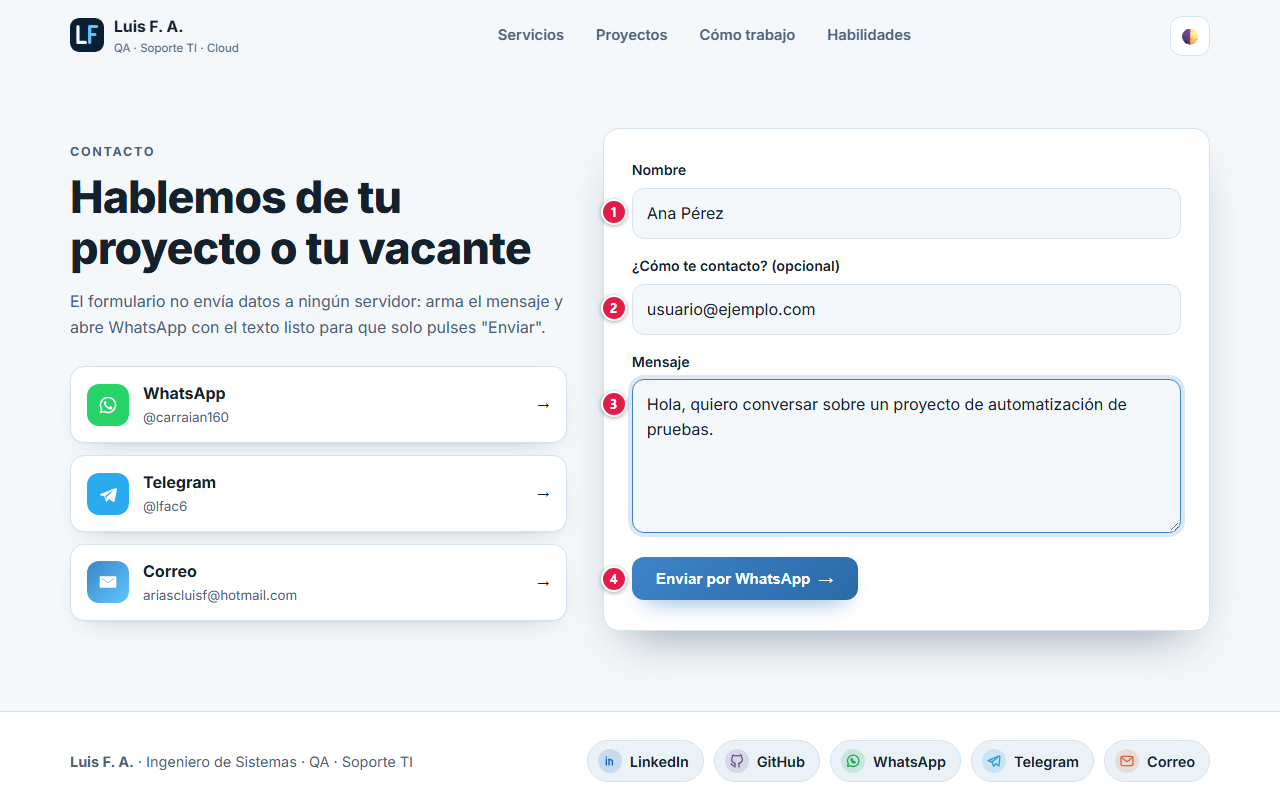 LF
Luis F. A.
QA · Soporte TI · Cloud
Servicios
Proyectos
Cómo trabajo
Habilidades
CONTACTO
Hablemos de tu
proyecto o tu vacante
El formulario no envía datos a ningún servidor: arma el mensaje y
abre WhatsApp con el texto listo para que solo pulses "Enviar".
WhatsApp
@carraian160
→
Telegram
@lfac6
→
Correo
ariascluisf@hotmail.com
→
Nombre
1
Ana Pérez
¿Cómo te contacto? (opcional)
2
usuario@ejemplo.com
Mensaje
3
Hola, quiero conversar sobre un proyecto de automatización de
pruebas.
4
Enviar por WhatsApp →
Luis F. A. · Ingeniero de Sistemas · QA · Soporte TI
in LinkedIn
GitHub
WhatsApp
Telegram
Correo